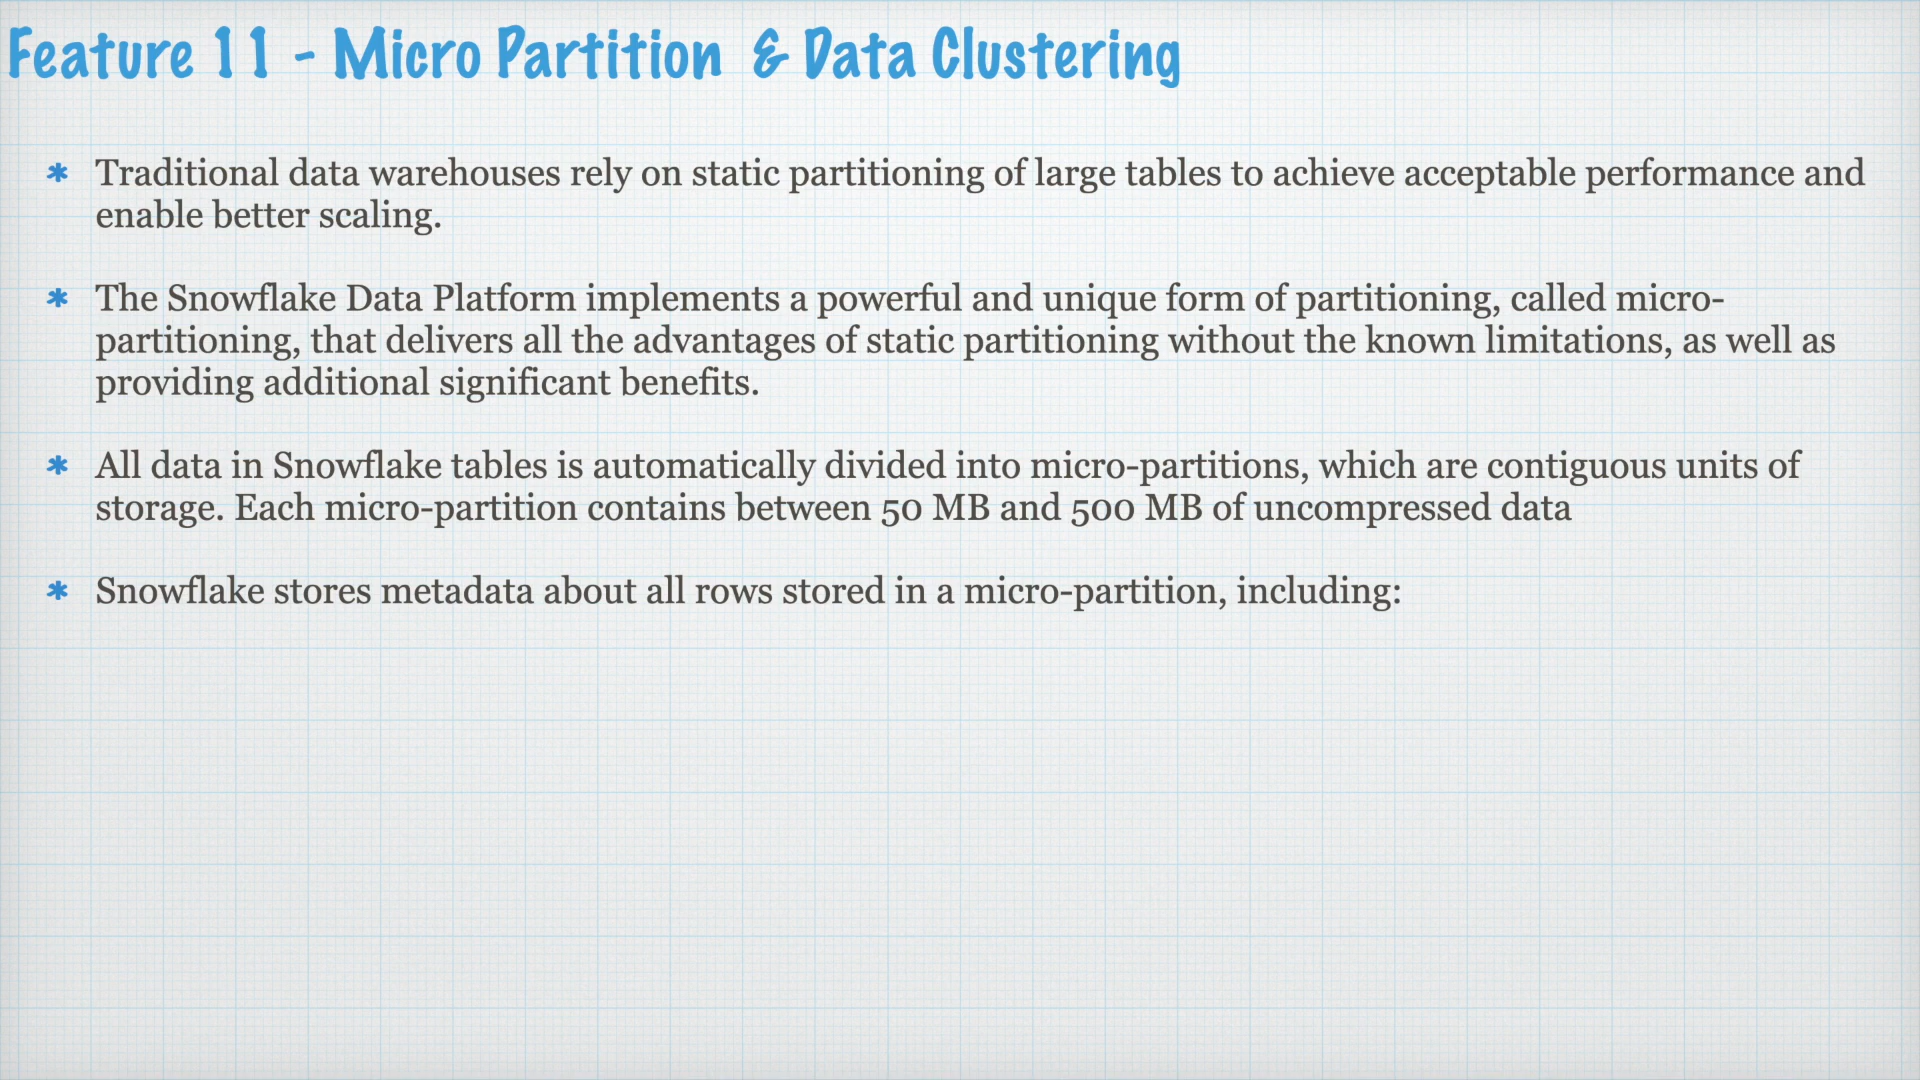 Feature 11 - Micro Partition & Data Clustering
* Traditional data warehouses rely on static partitioning of large tables to achieve acceptable performance and
enable better scaling.
* The Snowflake Data Platform implements a powerful and unique form of partitioning, called micro-
partitioning, that delivers all the advantages of static partitioning without the known limitations, as well as
providing additional significant benefits.
* All data in Snowflake tables is automatically divided into micro-partitions, which are contiguous units of
storage. Each micro-partition contains between 50 MB and 500 MB of uncompressed data
* Snowflake stores metadata about all rows stored in a micro-partition, including: